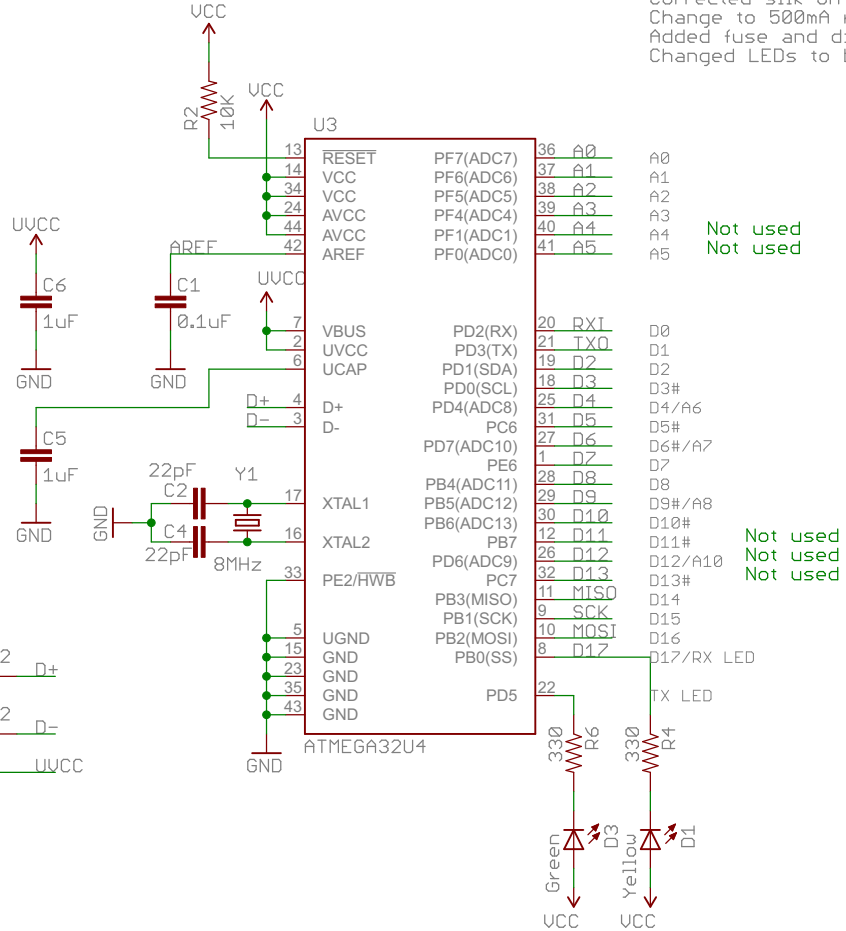 Change to 500mA
Added fuse and
Changed LEDs to
VCC
R2
10K
VCC
U3
13 RESET PF7(ADC7) 36 A0 A0
14 VCC PF6(ADC6) 37 A1 A1
34 VCC PF5(ADC5) 38 A2 A2
24 AVCC PF4(ADC4) 39 A3 A3
44 AVCC PF1(ADC1) 40 A4 A4 Not used
42 AREF PF0(ADC0) 41 A5 A5 Not used
AREF
UVCC
C6
1uF
GND
C1
0.1uF
GND
UVCC
7 VBUS PD2(RX) 20 RXI D0
2 UVCC PD3(TX) 21 TXO D1
6 UCAP PD1(SDA) 19 D2 D2
PD0(SCL) 18 D3 D3#
D+ 4 D+ PD4(ADC8) 25 D4 D4/A6
D- 3 D- PC6 31 D5 D5#
PD7(ADC10) 27 D6 D6#/A7
PE6 1 D7 D7
PB4(ADC11) 28 D8 D8
17 XTAL1 PB5(ADC12) 29 D9 D9#/A8
PB6(ADC13) 30 D10 D10#
16 XTAL2 PB7 12 D11 D11# Not used
PD6(ADC9) 26 D12 D12/A10 Not used
33 PE2/HWB PC7 32 D13 D13# Not used
PB3(MISO) 11 MISO D14
PB1(SCK) 9 SCK D15
5 UGND PB2(MOSI) 10 MOSI D16
15 GND PB0(SS) 8 D17 D17/RX LED
23 GND
35 GND PD5 22 TX LED
43 GND
C5
1uF
GND
22pF
C2
Y1
GND
C4
22pF
8MHz
2
D+
2
D-
UVCC
GND
ATMEGA32U4
330
R6
330
R4
Green
D3
Yellow
D1
VCC
VCC